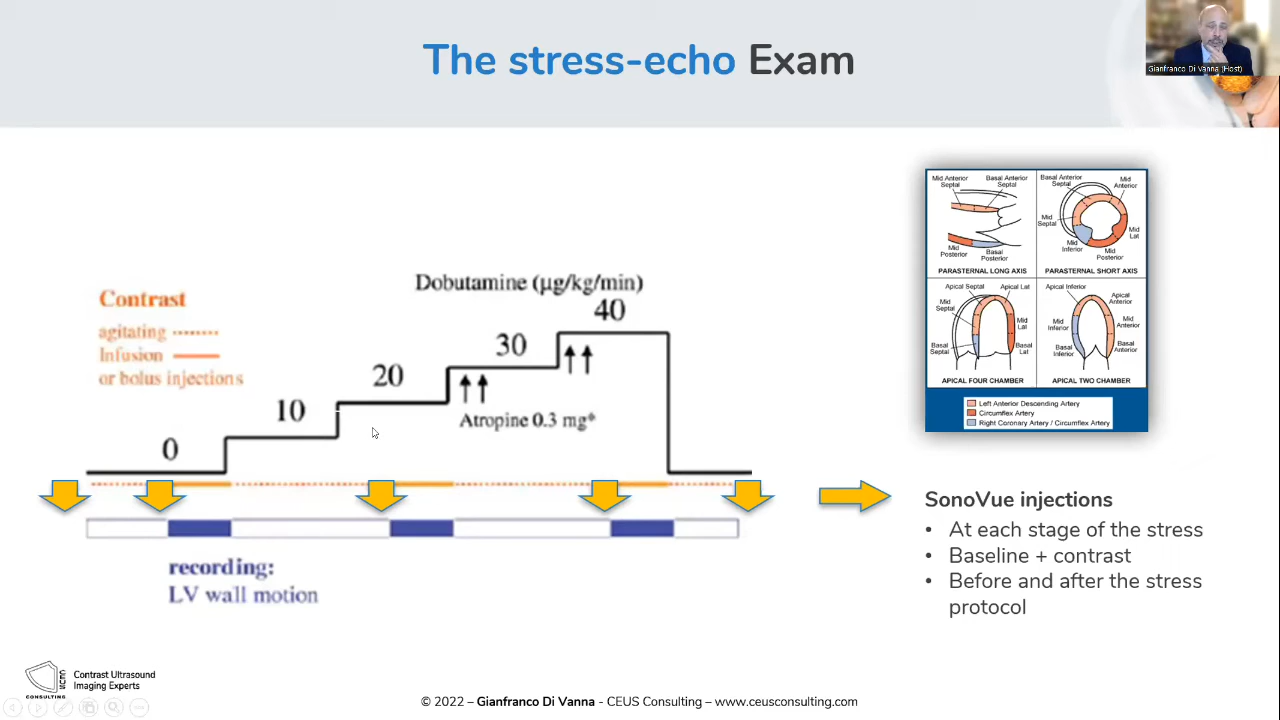 The stress-echo Exam
Gianfranco Di Vanna (Host)
Contrast
agitating
Infusion
or bolus injections
Dobutamine (µg/kg/min)
40
30
20
10
0
Atropine 0.3 mg*
recording:
LV wall motion
Mid Anterior
Septal
Basal Anterior
Septal
Mid
Posterior
Basal
Posterior
PARASTERNAL LONG AXIS
Basal Anterior
Septal
Mid
Anterior
Mid
Septal
Mid
Lat
Mid
Inferior
Mid
Posterior
PARASTERNAL SHORT AXIS
Apical Septal
Apical Lat
Mid
Septal
Mid
Lat
Basal
Septal
Basal
Lat
APICAL FOUR CHAMBER
Apical Inferior
Apical
Anterior
Mid
Inferior
Mid
Anterior
Basal
Inferior
Basal
Anterior
APICAL TWO CHAMBER
Left Anterior Descending Artery
Circumflex Artery
Right Coronary Artery / Circumflex Artery
SonoVue injections
• At each stage of the stress
• Baseline + contrast
• Before and after the stress
protocol
CEUS
CONSULTING
Contrast Ultrasound
Imaging Experts
© 2022 – Gianfranco Di Vanna - CEUS Consulting – www.ceusconsulting.com